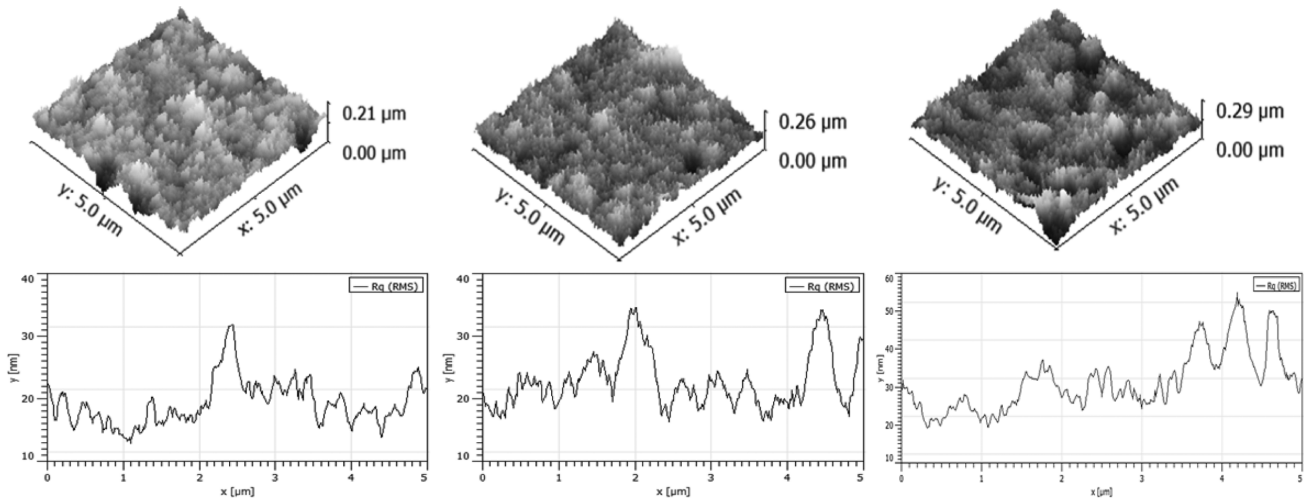 0.21 µm
0.00 µm
y: 5.0 µm
x: 5.0 µm
0.26 µm
0.00 µm
y: 5.0 µm
x: 5.0 µm
0.29 µm
0.00 µm
y: 5.0 µm
x: 5.0 µm
40
30
20
10
y [nm]
Rq (RMS)
0 1 2 3 4 5
x [µm]
40
30
20
10
y [nm]
Rq (RMS)
0 1 2 3 4 5
x [µm]
60
50
40
30
20
10
y [nm]
Rq (RMS)
0 1 2 3 4 5
x [µm]